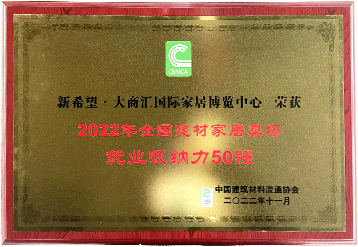 CBMCA
新希望·大商汇国际家居博览中心 荣获
2022年全国建材家居卖场
就业吸纳力50强
中国建筑材料流通协会
二〇二二年十一月